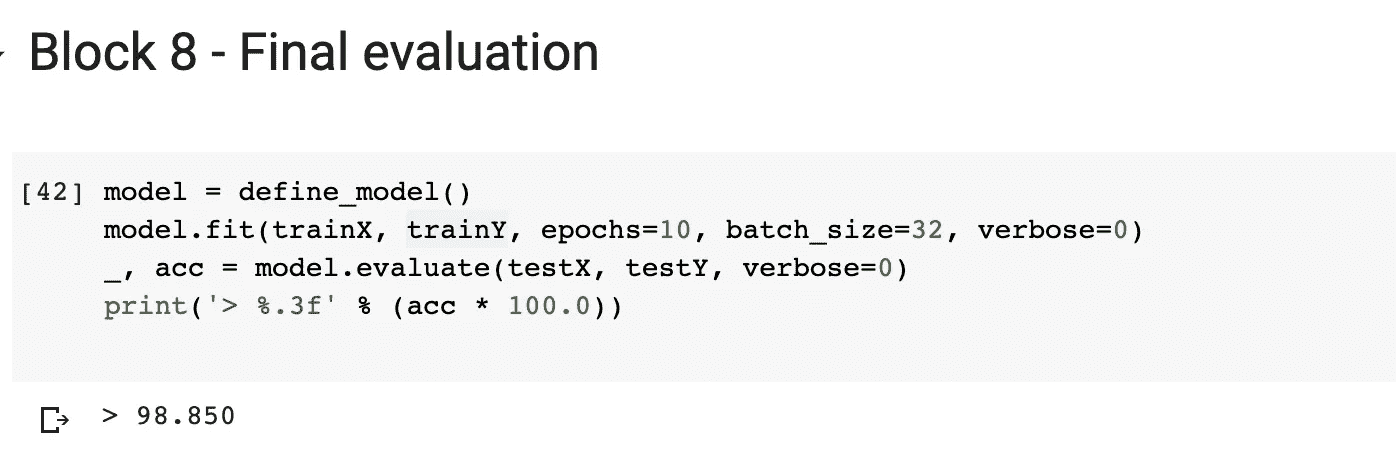 Block 8 - Final evaluation
[42] model = define_model()
model.fit(trainX, trainY, epochs=10, batch_size=32, verbose=0)
_, acc = model.evaluate(testX, testY, verbose=0)
print('> %.3f' % (acc * 100.0))
> 98.850